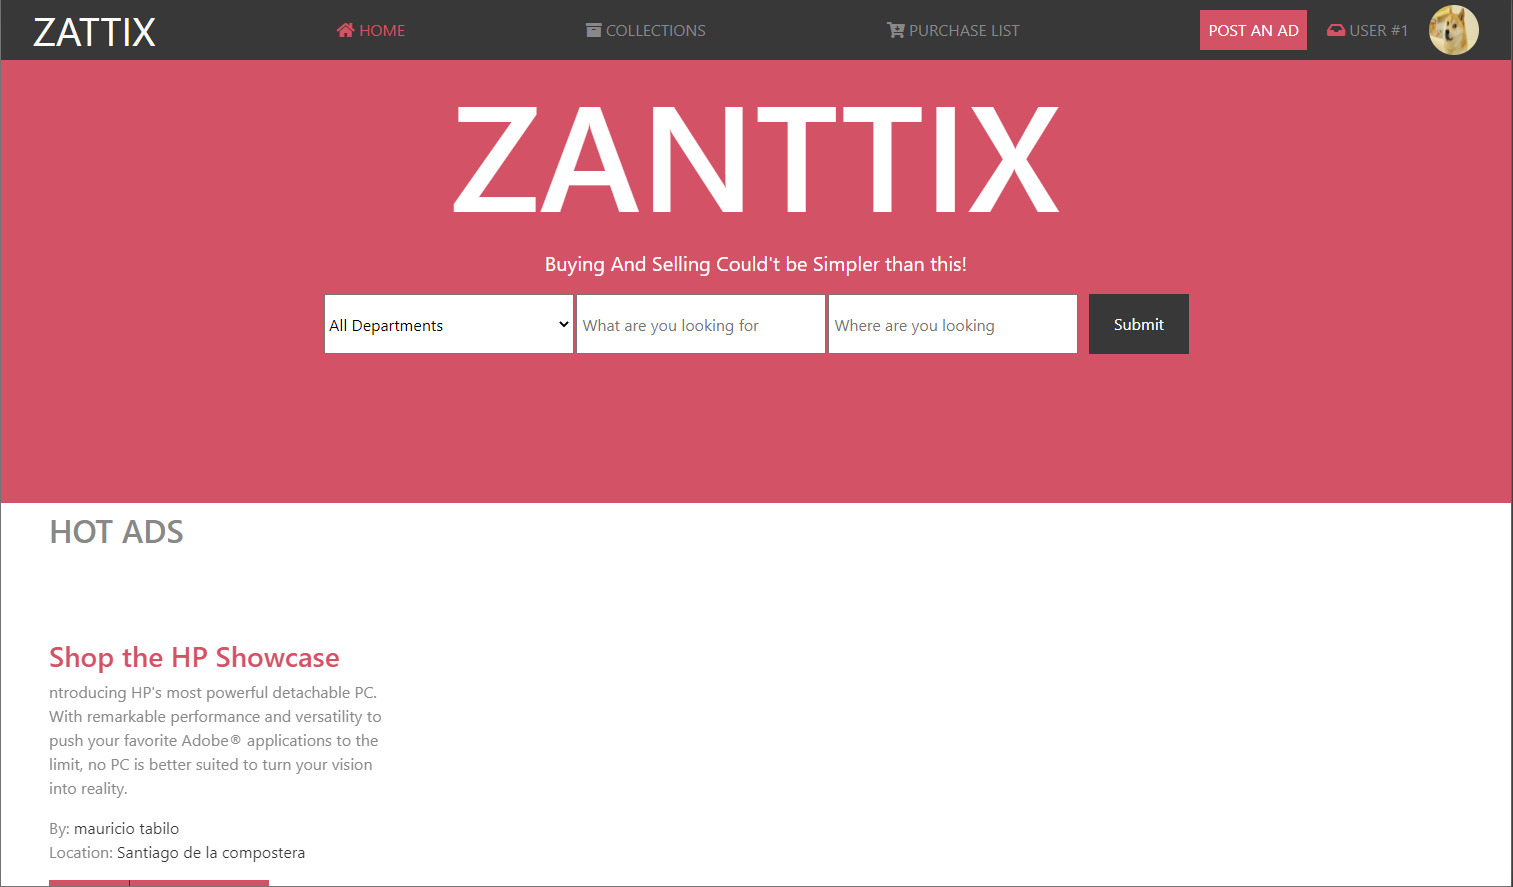 ZATTIX
HOME
COLLECTIONS
PURCHASE LIST
POST AN AD
USER #1
ZANTTIX
Buying And Selling Could't be Simpler than this!
All Departments
What are you looking for
Where are you looking
Submit
HOT ADS
Shop the HP Showcase
ntroducing HP's most powerful detachable PC.
With remarkable performance and versatility to
push your favorite Adobe® applications to the
limit, no PC is better suited to turn your vision
into reality.
By: mauricio tabilo
Location: Santiago de la compostera